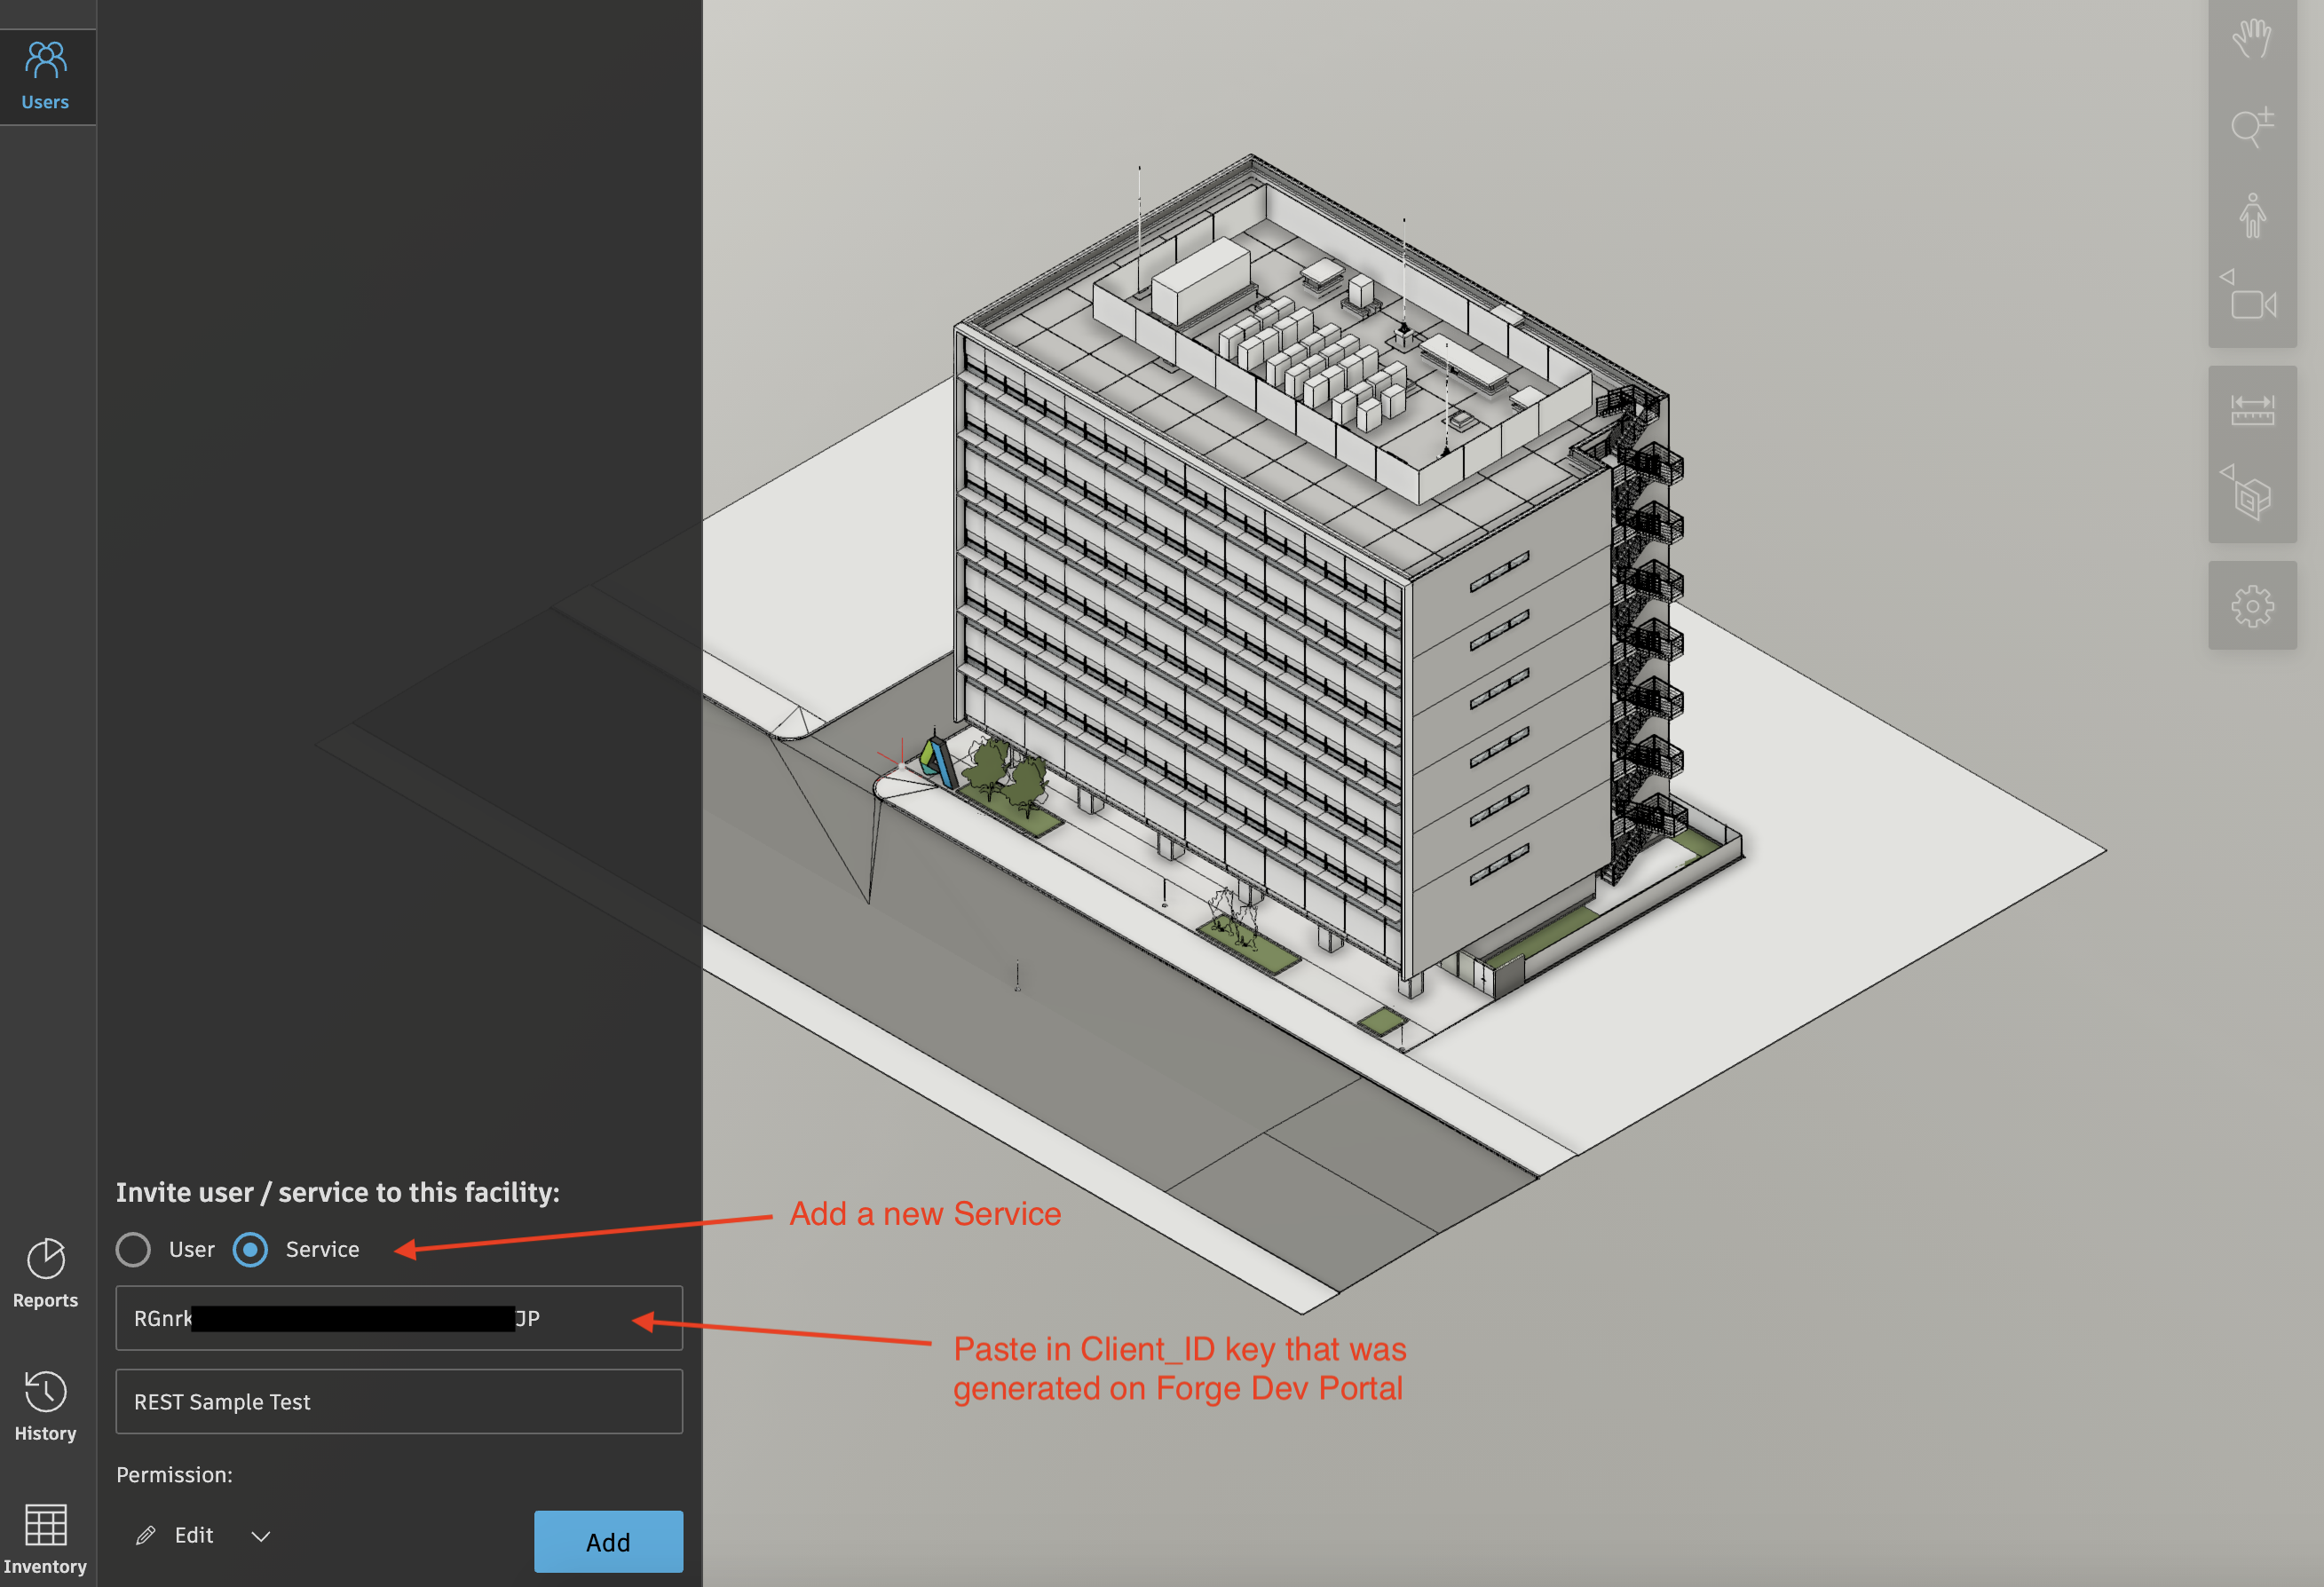 Users
Invite user / service to this facility:
Add a new Service
User
Service
RGnrk
JP
Paste in Client_ID key that was
generated on Forge Dev Portal
REST Sample Test
Permission:
Edit
Add
Reports
History
Inventory